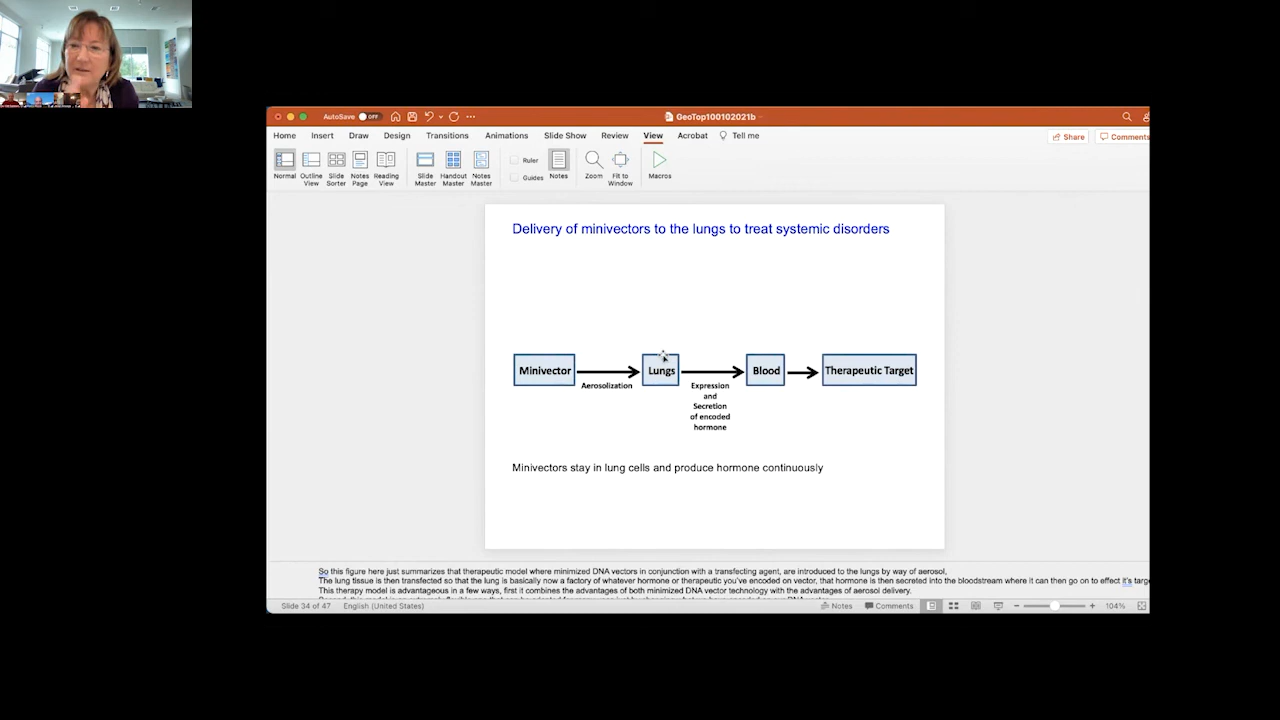 AutoSave OFF
GeoTop100102021b
Home Insert Draw Design Transitions Animations Slide Show Review View Acrobat Tell me
Share Comments
Normal Outline View Slide Sorter Notes Page Reading View Slide Master Handout Master Notes Master Ruler Guides Notes Zoom Fit to Window Macros
Delivery of minivectors to the lungs to treat systemic disorders
Minivector Lungs Blood Therapeutic Target
Aerosolization
Expression
and
Secretion
of encoded
hormone
Minivectors stay in lung cells and produce hormone continuously
So this figure here just summarizes that therapeutic model where minimized DNA vectors in conjunction with a transfecting agent, are introduced to the lungs by way of aerosol,
The lung tissue is then transfected so that the lung is basically now a factory of whatever hormone or therapeutic you've encoded on vector, that hormone is then secreted into the bloodstream where it can then go on to effect it's targe
This therapy model is advantageous in a few ways, first it combines the advantages of both minimized DNA vector technology with the advantages of aerosol delivery.
Slide 34 of 47 English (United States) Notes Comments 104%